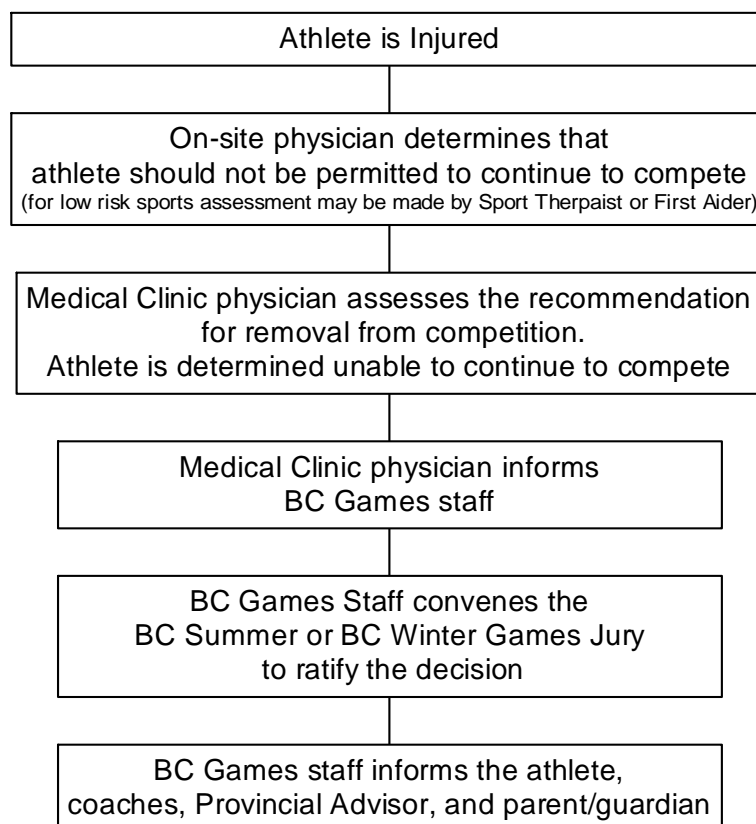 Athlete is Injured
On-site physician determines that
athlete should not be permitted to continue to compete
(for low risk sports assessment may be made by Sport Therpaist or First Aider)
Medical Clinic physician assesses the recommendation
for removal from competition.
Athlete is determined unable to continue to compete
Medical Clinic physician informs
BC Games staff
BC Games Staff convenes the
BC Summer or BC Winter Games Jury
to ratify the decision
BC Games staff informs the athlete,
coaches, Provincial Advisor, and parent/guardian